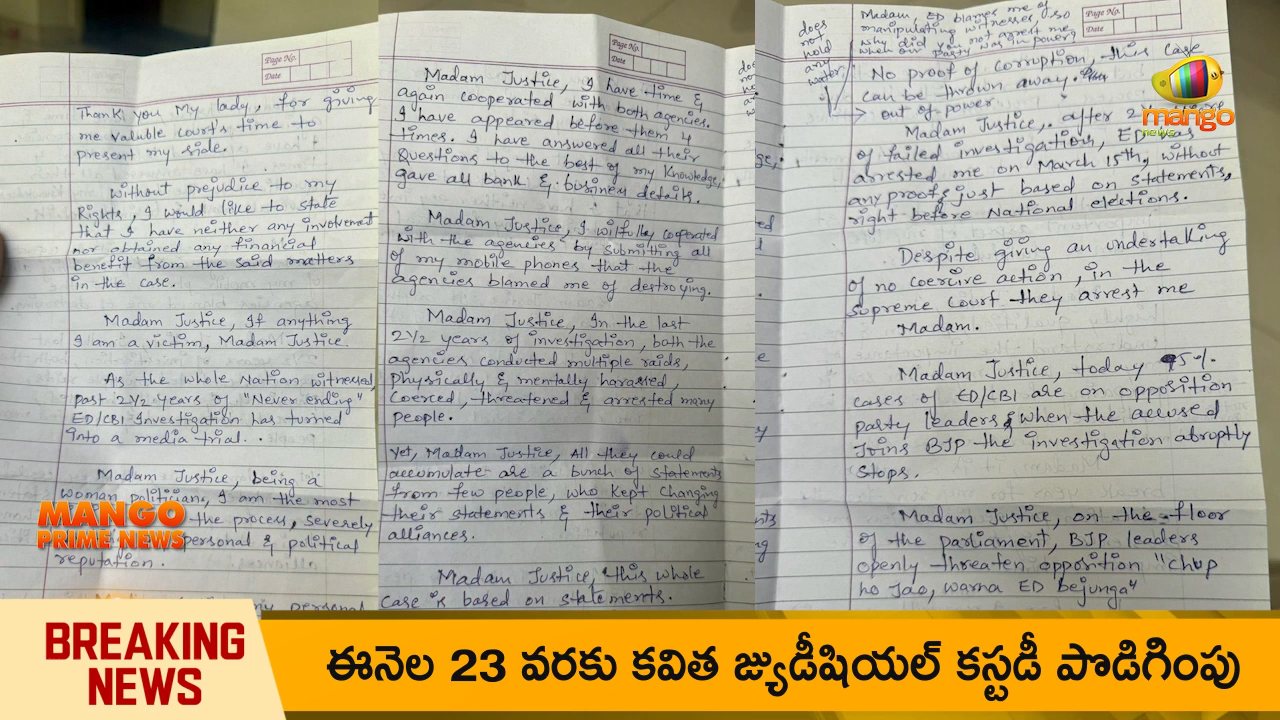 Page No.
Date
Thank you My lady, for giving
me valuble court's time to
present my side.
Without prejudice to my
Rights, I would like to state
that I have neither any involvement
nor obtained any financial
benefit from the said matters
in the case.
Madam Justice, If anything
I am a victim, Madam Justice.
As the whole Nation witnessed,
past 2 1/2 years of "Never ending"
ED/CBI Investigation has turned
into a media trial.
Madam Justice, being a
woman politician, I am the most
the process, severely
personal & political
reputation.
my personal
Page No.
Date
Madam Justice, I have time &
again cooperated with both agencies.
I have appeared before them 4
times. I have answered all their
Questions to the best of my knowledge,
gave all bank & business details.
Madam Justice, I wilfully cooperated
with the agencies by submitting all
of my mobile phones that the
agencies blamed me of destroying.
Madam Justice, In the last
2 1/2 years of investigation, both the
agencies conducted multiple raids,
physically & mentally harassed,
coerced, threatened & arrested many
people.
Yet, Madam Justice, All they could
accumulate are a bunch of statements
from few people, who kept changing
their statements & their political
alliances.
Madam Justice, this whole
case is based on statements.
does
not
hold
any
water
Page No.
Date
Madam, ED blames me of
manipulating witnesses, so
why did you not arrest me
when our party was in power?
No proof of corruption, this case
can be thrown away.
out of power
Madam Justice, after 2
of failed investigation, ED has
arrested me on March 15th, without
any proofs just based on statements,
right before National elections.
Despite giving an undertaking
of no coercive action, in the
Supreme Court they arrest me
Madam.
Madam Justice, today 95%
cases of ED/CBI are on opposition
party leaders & when the accused
Joins BJP the investigation abruptly
stops.
Madam Justice, on the floor
of the parliament, BJP leaders
openly threaten opposition "chup
ho Jao, warna ED bejunga"
mango
news
MANGO
PRIME NEWS
BREAKING
NEWS
ఈనెల 23 వరకు కవిత జ్యుడీషియల్ కస్టడీ పొడిగింపు